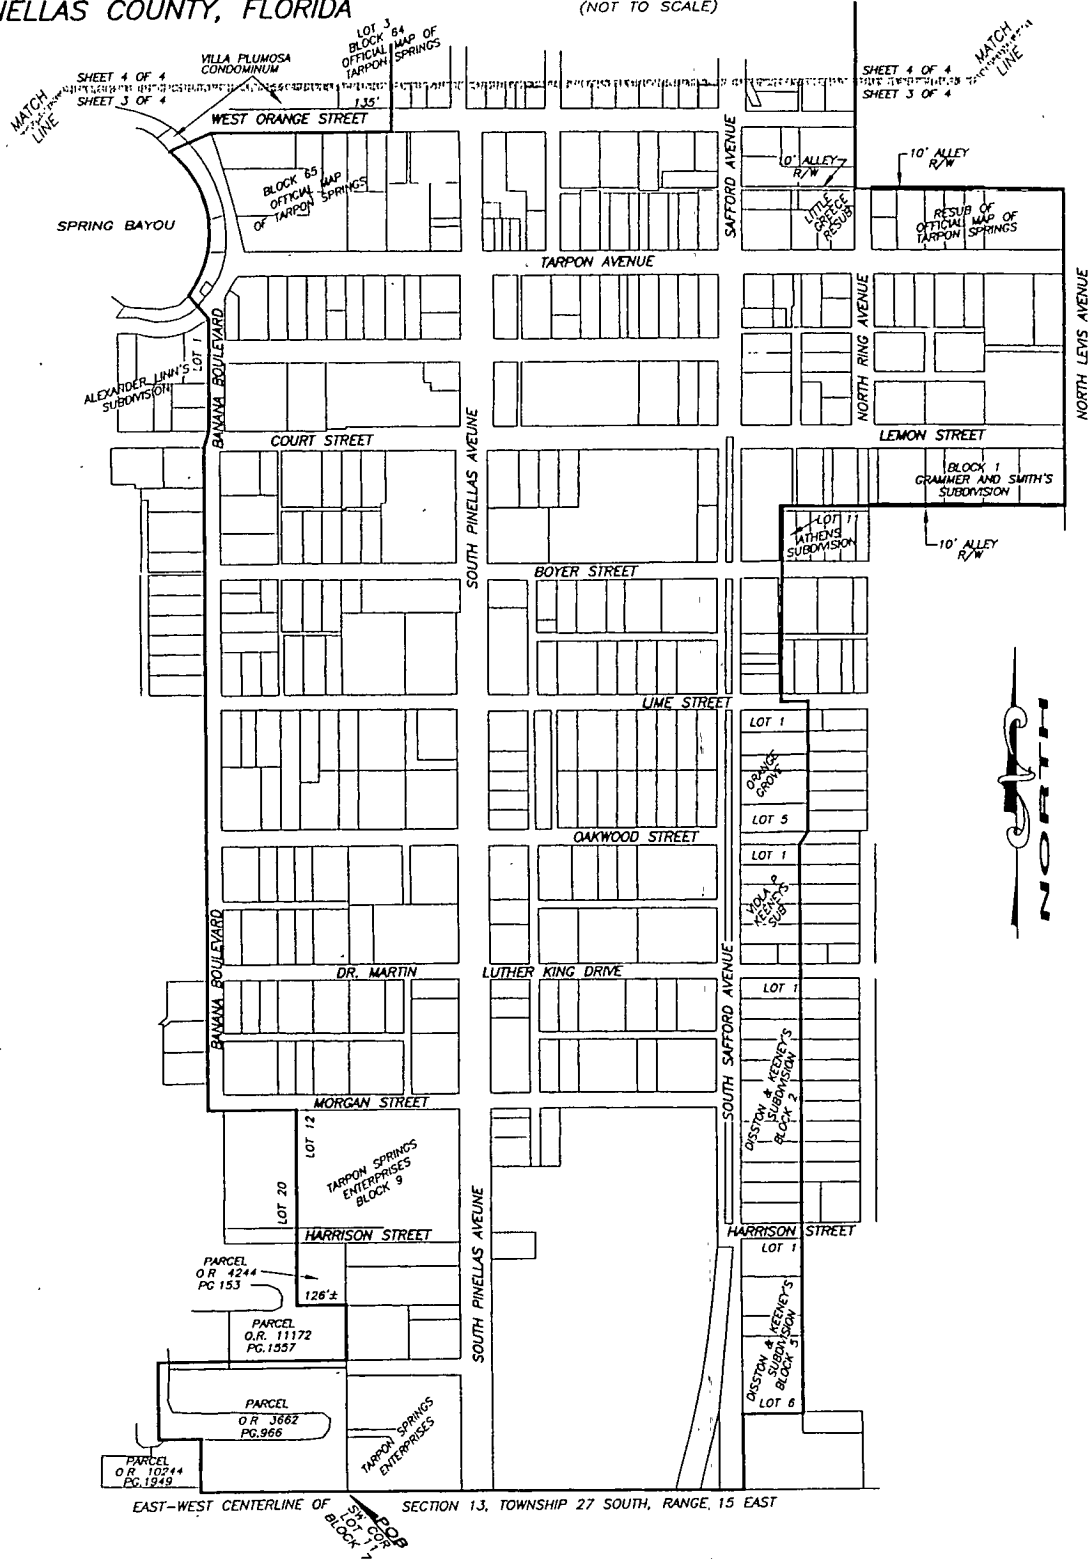 NELLAS COUNTY, FLORIDA
(NOT TO SCALE)
LOT 3
BLOCK 64
OFFICIAL MAP OF
TARPON SPRINGS
VILLA PLUMOSA
CONDOMINUM
MATCH
LINE
SHEET 4 OF 4
SHEET 3 OF 4
SHEET 4 OF 4
SHEET 3 OF 4
MATCH
LINE
135'
WEST ORANGE STREET
SAFFORD AVENUE
0' ALLEY
R/W
10' ALLEY
R/W
BLOCK 65
OFFICIAL MAP
OF TARPON SPRINGS
LITTLE
GREECE
RESUB
RESUB OF
OFFICIAL MAP OF
TARPON SPRINGS
SPRING BAYOU
TARPON AVENUE
NORTH RING AVENUE
NORTH LEVIS AVENUE
BANANA BOULEVARD
LOT 1
ALEXANDER LINN'S
SUBDIVISION
COURT STREET
SOUTH PINELLAS AVEUNE
LEMON STREET
BLOCK 1
GRAMMER AND SMITH'S
SUBDIVISION
LOT 11
ATHENS
SUBDIVISION
10' ALLEY
R/W
BOYER STREET
LIME STREET
NORTH
LOT 1
ORANGE
GROVE
LOT 5
OAKWOOD STREET
LOT 1
VIOLA &
KEENEYS
SUB
BANANA BOULEVARD
DR. MARTIN LUTHER KING DRIVE
SOUTH SAFFORD AVENUE
LOT 1
DISSTON & KEENEY'S
SUBDIVISION
BLOCK 2
MORGAN STREET
LOT 12
TARPON SPRINGS
ENTERPRISES
BLOCK 9
LOT 20
HARRISON STREET
SOUTH PINELLAS AVEUNE
HARRISON STREET
LOT 1
PARCEL
O R 4244
PG 153
126'±
PARCEL
O.R. 11172
PG.1557
DISSTON & KEENEY'S
SUBDIVISION
BLOCK 5
LOT 6
PARCEL
O R 3662
PG.966
TARPON SPRINGS
ENTERPRISES
PARCEL
O R 10244
PG.1949
EAST-WEST CENTERLINE OF SECTION 13, TOWNSHIP 27 SOUTH, RANGE 15 EAST
POB
SW COR
LOT 11
BLOCK 7